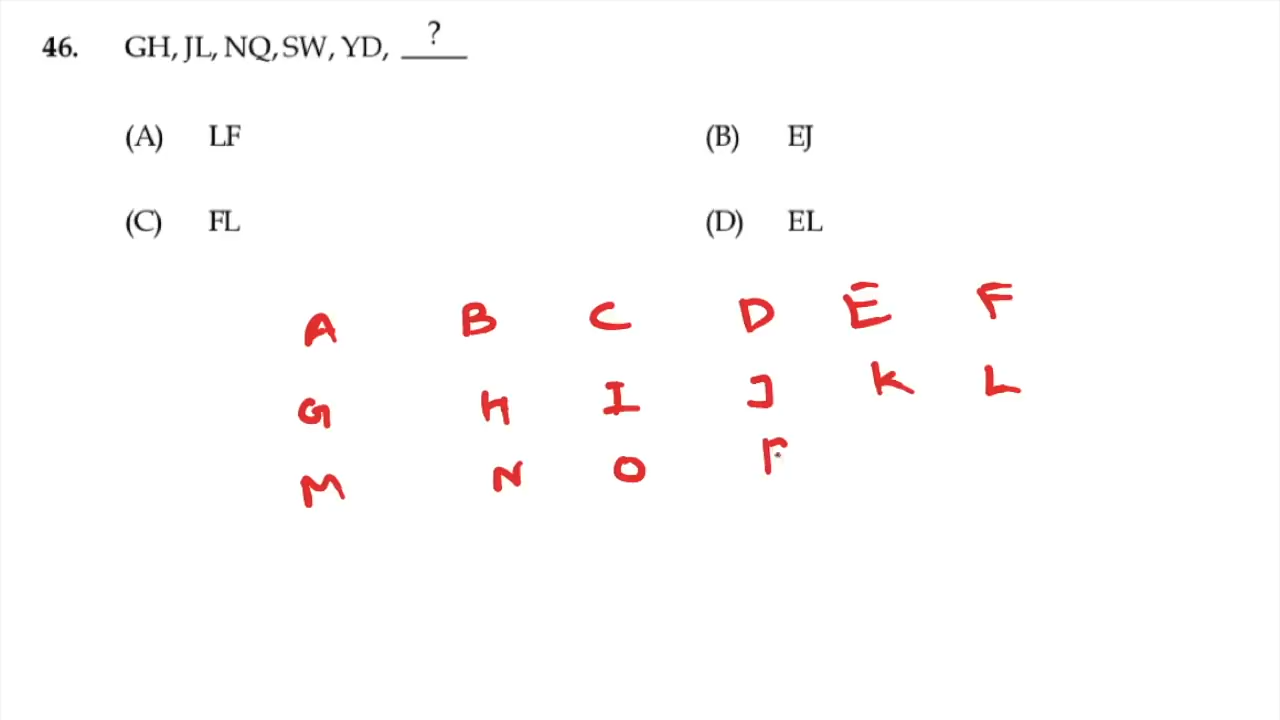 46. GH, JL, NQ, SW, YD, ?
(A) LF (B) EJ
(C) FL (D) EL
A B C D E F
G H I J K L
M N O